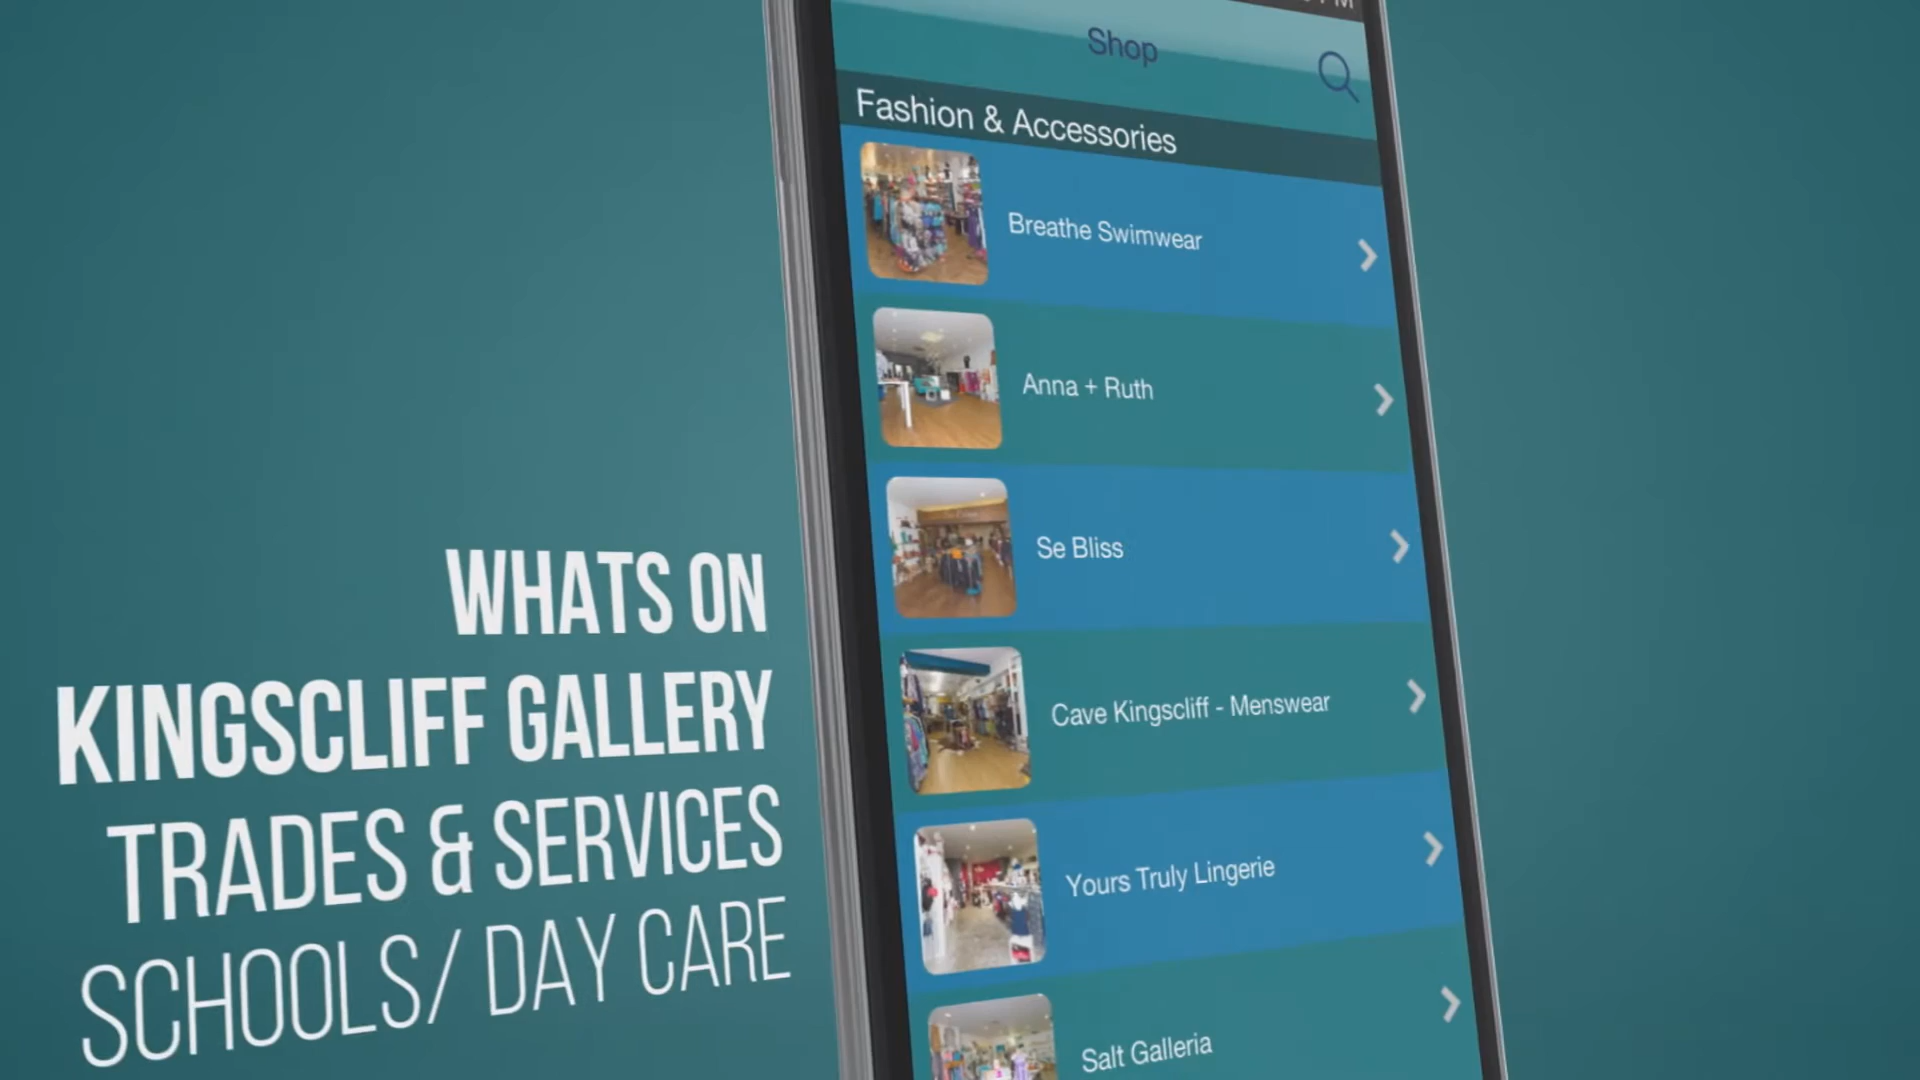 Shop
Fashion & Accessories
Breathe Swimwear
Anna + Ruth
Se Bliss
Cave Kingscliff - Menswear
Yours Truly Lingerie
Salt Galleria
WHATS ON
KINGSCLIFF GALLERY
TRADES & SERVICES
SCHOOLS/ DAY CARE